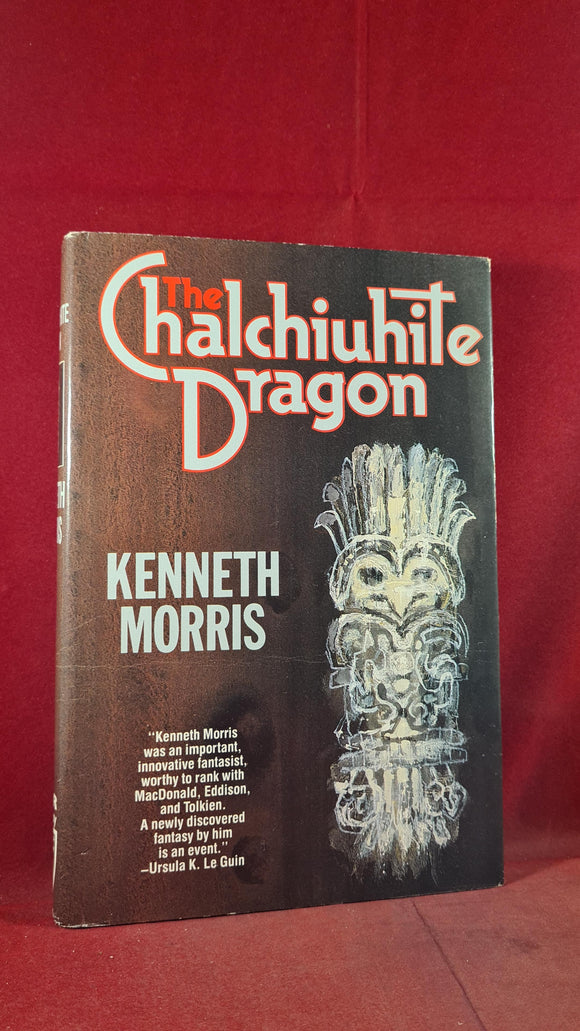 The
Chalchiuhite
Dragon
KENNETH
MORRIS
"Kenneth Morris
was an important,
innovative fantasist,
worthy to rank with
MacDonald, Eddison,
and Tolkien.
A newly discovered
fantasy by him
is an event."
–Ursula K. Le Guin